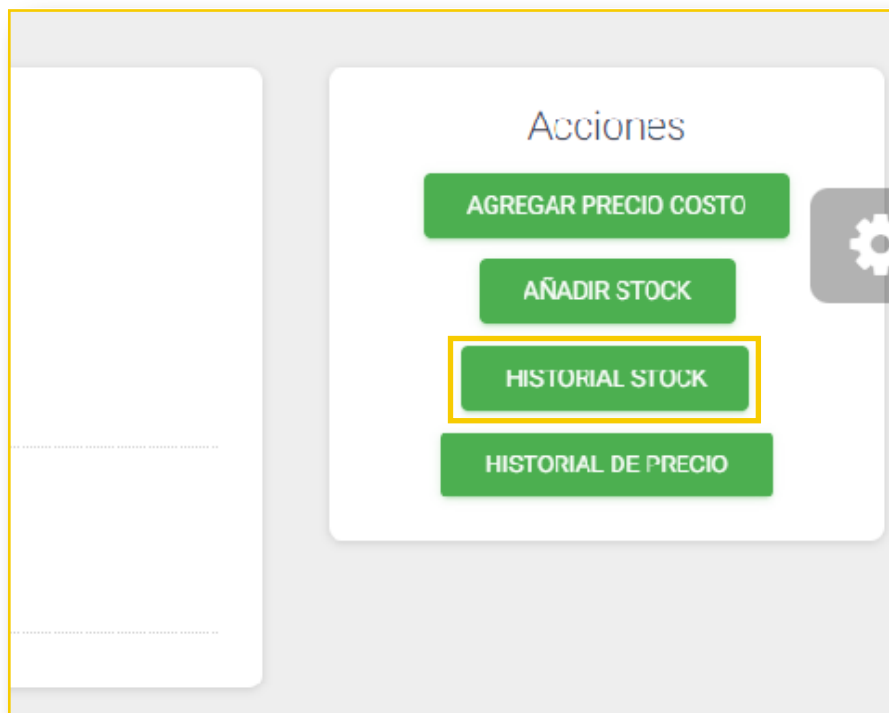 Acciones
AGREGAR PRECIO COSTO
AÑADIR STOCK
HISTORIAL STOCK
HISTORIAL DE PRECIO